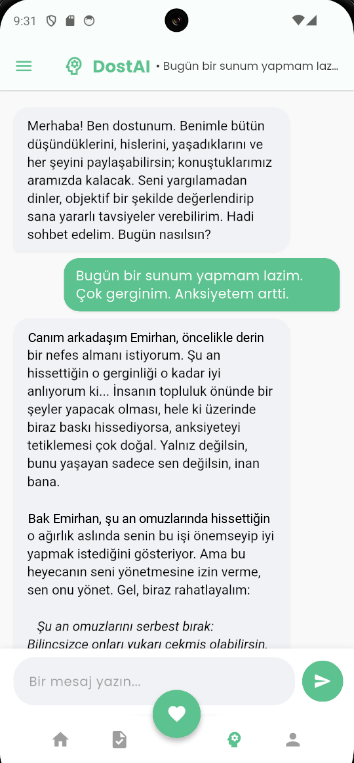 9:31
DostAI • Bugün bir sunum yapmam laz...
Merhaba! Ben dostunum. Benimle bütün
düşündüklerini, hislerini, yaşadıklarını ve
her şeyini paylaşabilirsin; konuştuklarımız
aramızda kalacak. Seni yargılamadan
dinler, objektif bir şekilde değerlendirip
sana yararlı tavsiyeler verebilirim. Hadi
sohbet edelim. Bugün nasılsın?
Bugün bir sunum yapmam lazim.
Çok gerginim. Anksiyetem artti.
Canım arkadaşım Emirhan, öncelikle derin
bir nefes almanı istiyorum. Şu an
hissettiğin o gerginliği o kadar iyi
anlıyorum ki... İnsanın topluluk önünde bir
şeyler yapacak olması, hele ki üzerinde
biraz baskı hissediyorsa, anksiyeteyi
tetiklemesi çok doğal. Yalnız değilsin,
bunu yaşayan sadece sen değilsin, inan
bana.
Bak Emirhan, şu an omuzlarında hissettiğin
o ağırlık aslında senin bu işi önemseyip iyi
yapmak istediğini gösteriyor. Ama bu
heyecanın seni yönetmesine izin verme,
sen onu yönet. Gel, biraz rahatlayalım:
Şu an omuzlarını serbest bırak:
Bilinçsizce onları yukarı çekmiş olabilirsin.
Bir mesaj yazın...